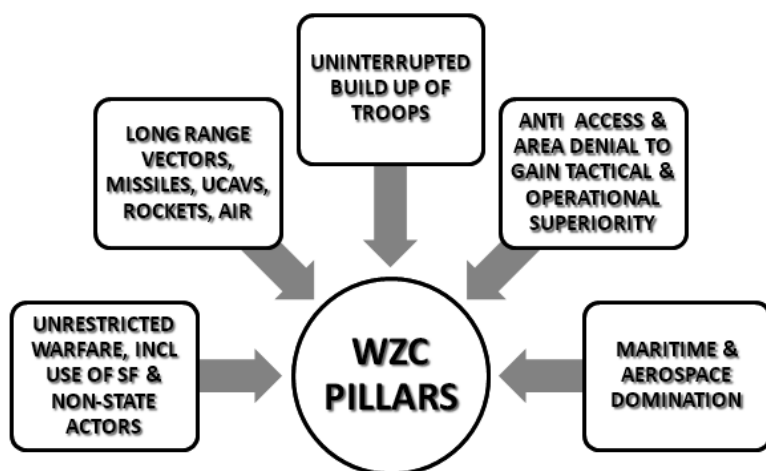 UNINTERRUPTED
BUILD UP OF
TROOPS
LONG RANGE
VECTORS,
MISSILES, UCAVS,
ROCKETS, AIR
ANTI ACCESS &
AREA DENIAL TO
GAIN TACTICAL &
OPERATIONAL
SUPERIORITY
UNRESTRICTED
WARFARE, INCL
USE OF SF &
NON-STATE
ACTORS
WZC
PILLARS
MARITIME &
AEROSPACE
DOMINATION